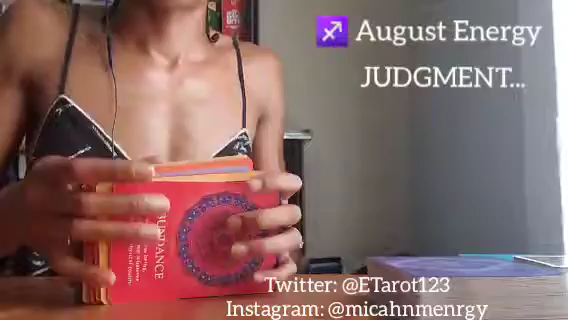 ♐ August Energy
JUDGMENT...
Twitter: @ETarot123
Instagram: @micahnmenrgy